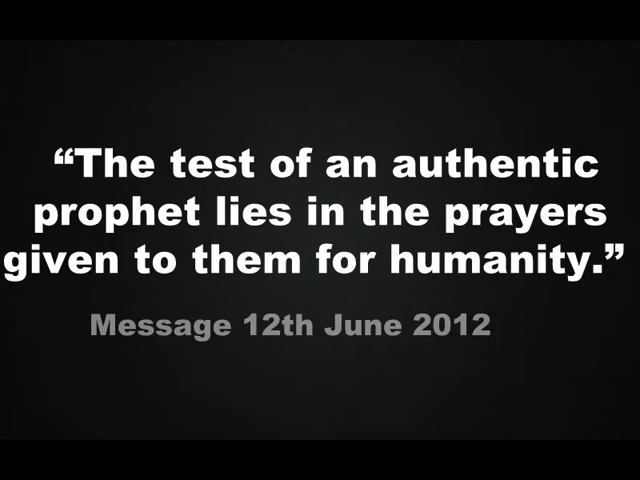 “The test of an authentic
prophet lies in the prayers
given to them for humanity.”
Message 12th June 2012